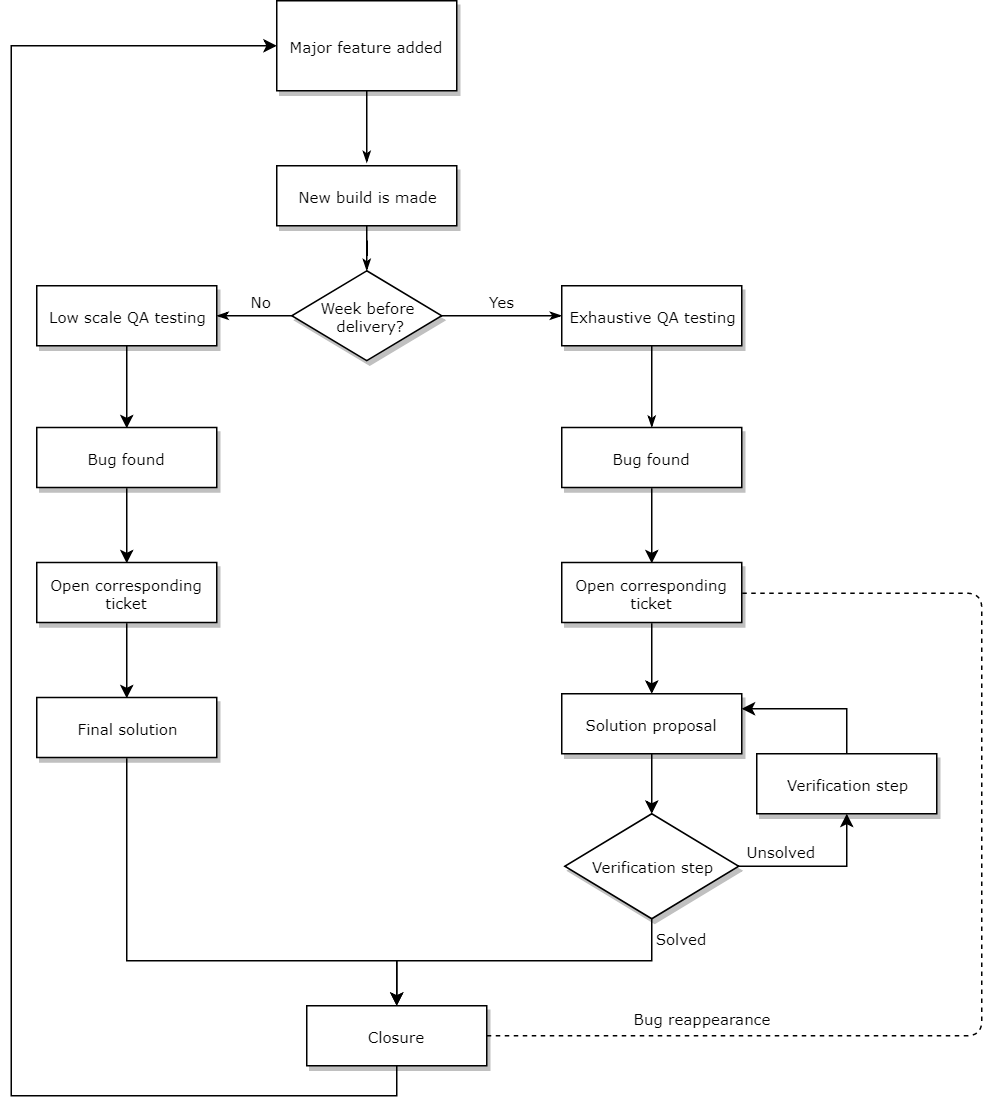 Major feature added
New build is made
Week before
delivery?
No
Yes
Low scale QA testing
Exhaustive QA testing
Bug found
Bug found
Open corresponding
ticket
Open corresponding
ticket
Final solution
Solution proposal
Verification step
Unsolved
Verification step
Solved
Bug reappearance
Closure